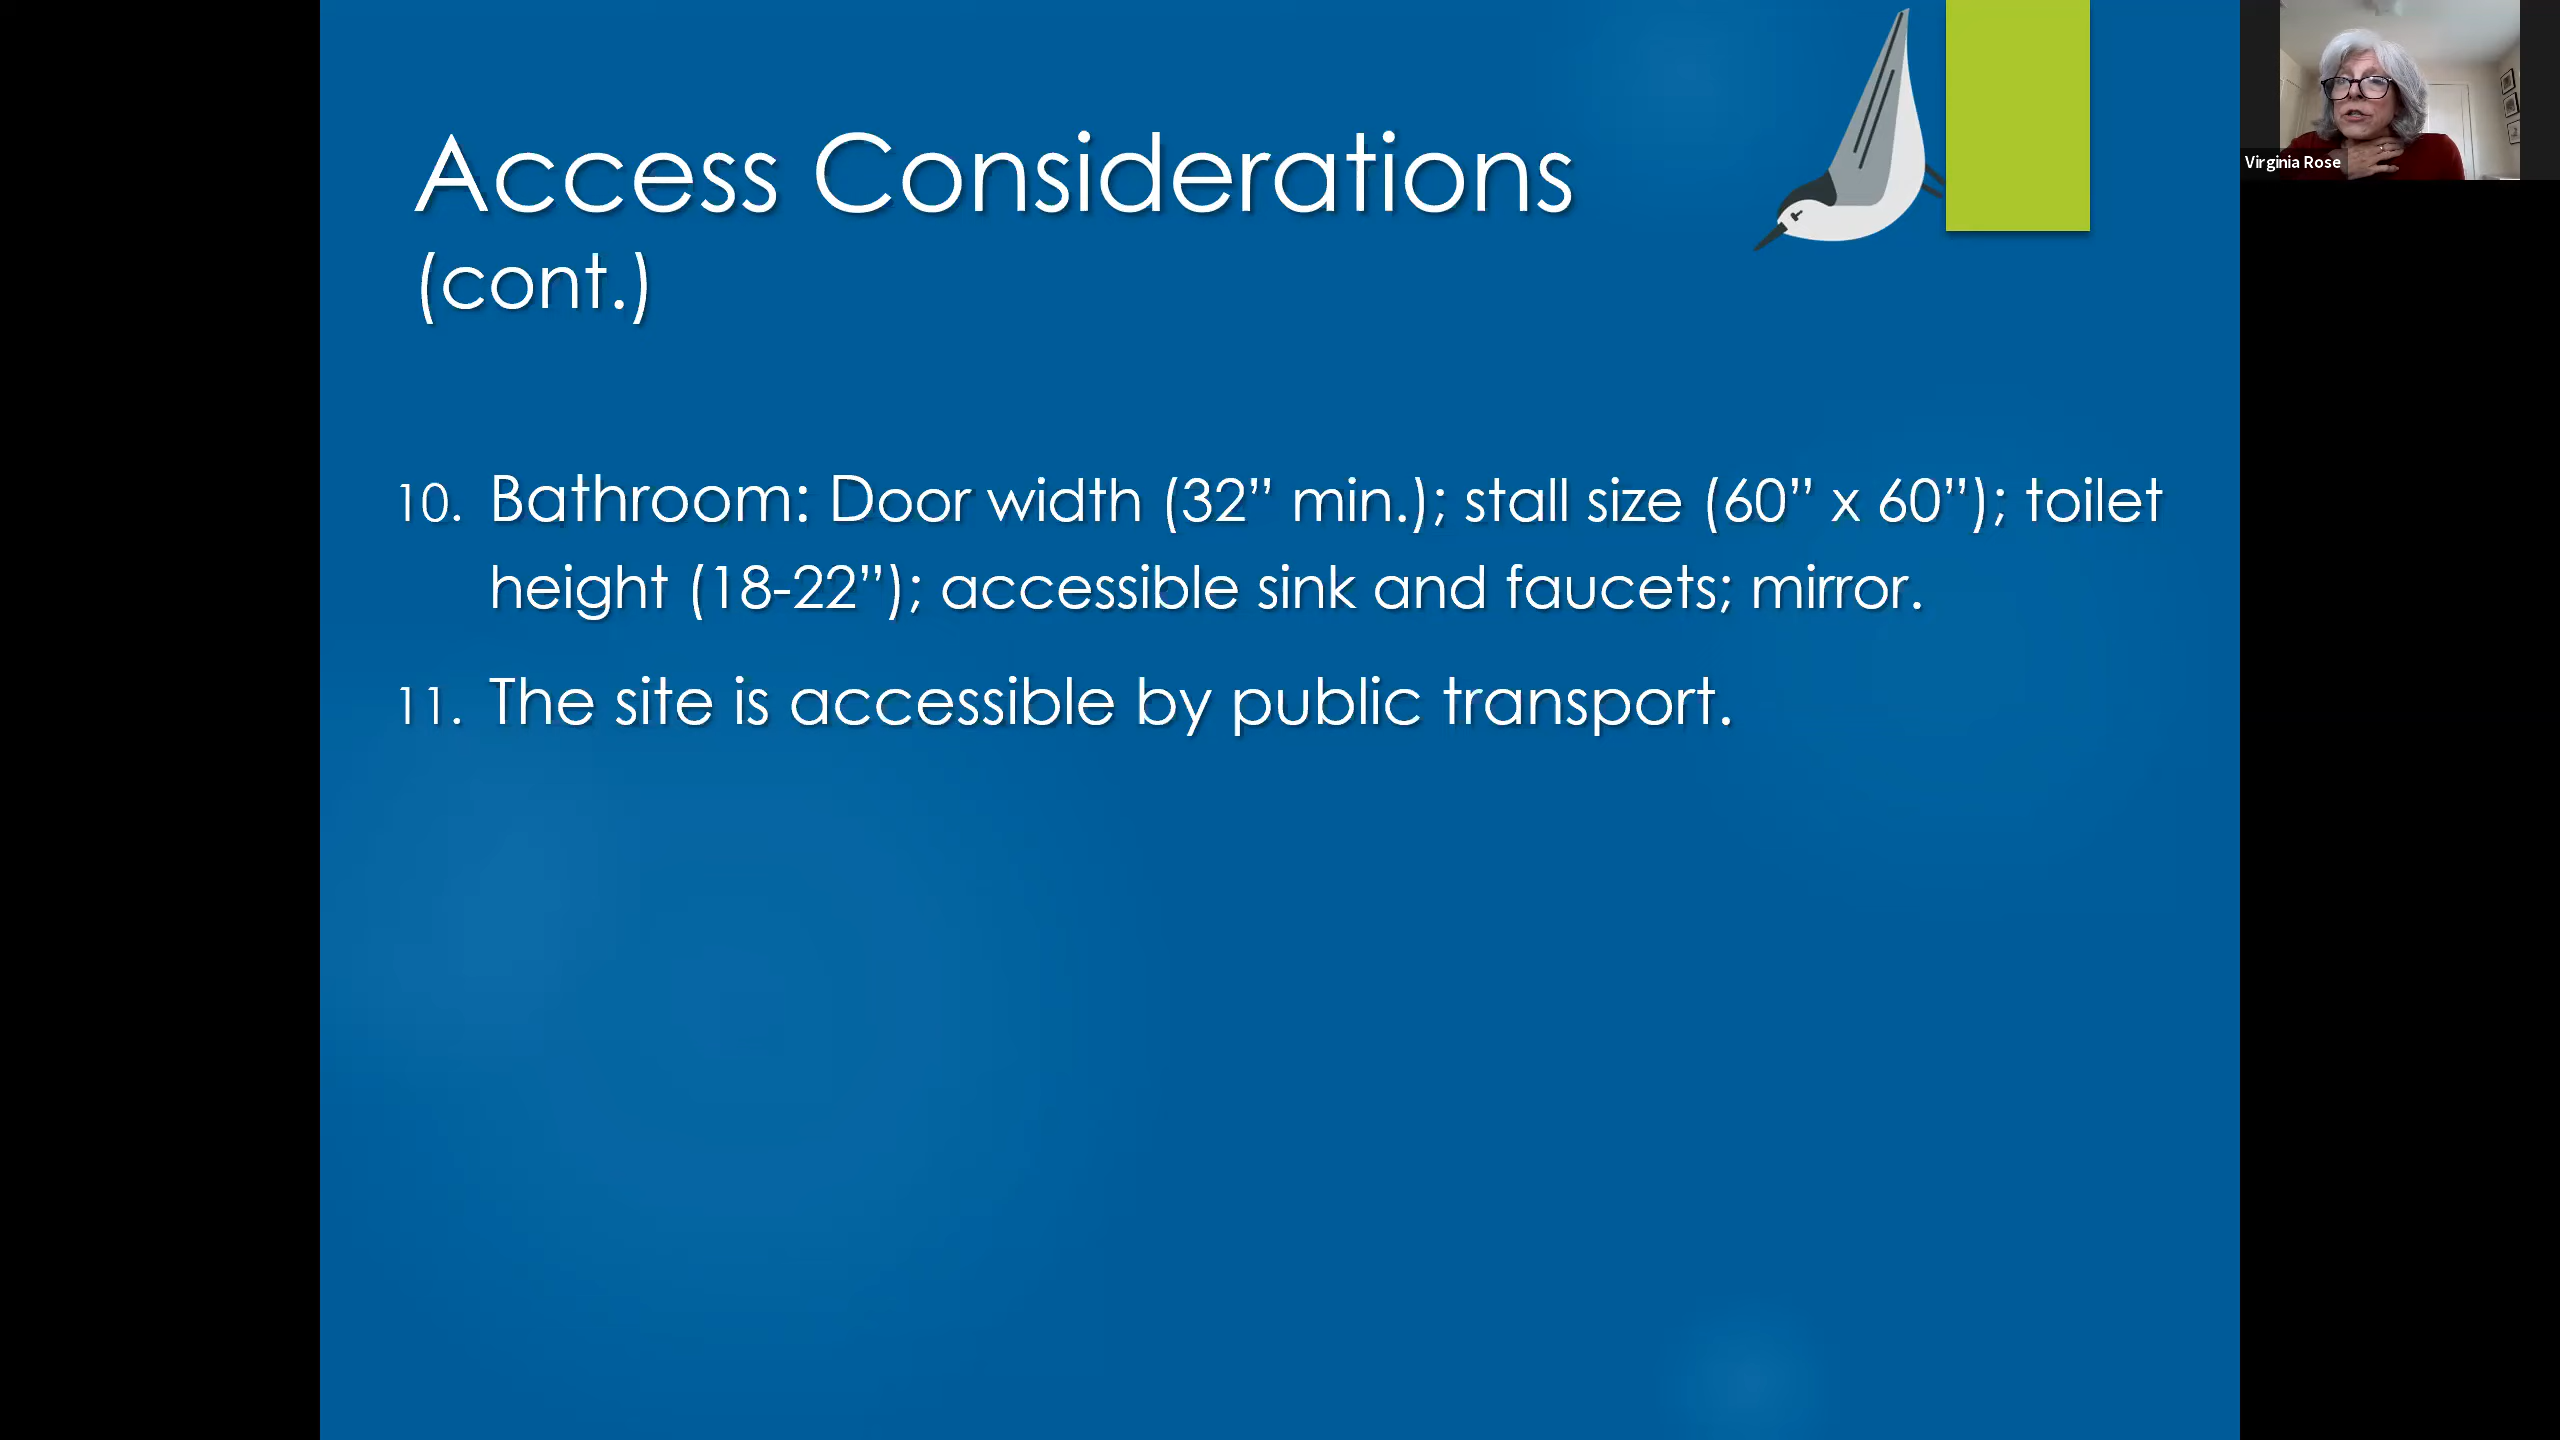 Access Considerations
(cont.)
10. Bathroom: Door width (32” min.); stall size (60” x 60”); toilet
height (18-22”); accessible sink and faucets; mirror.
11. The site is accessible by public transport.
Virginia Rose